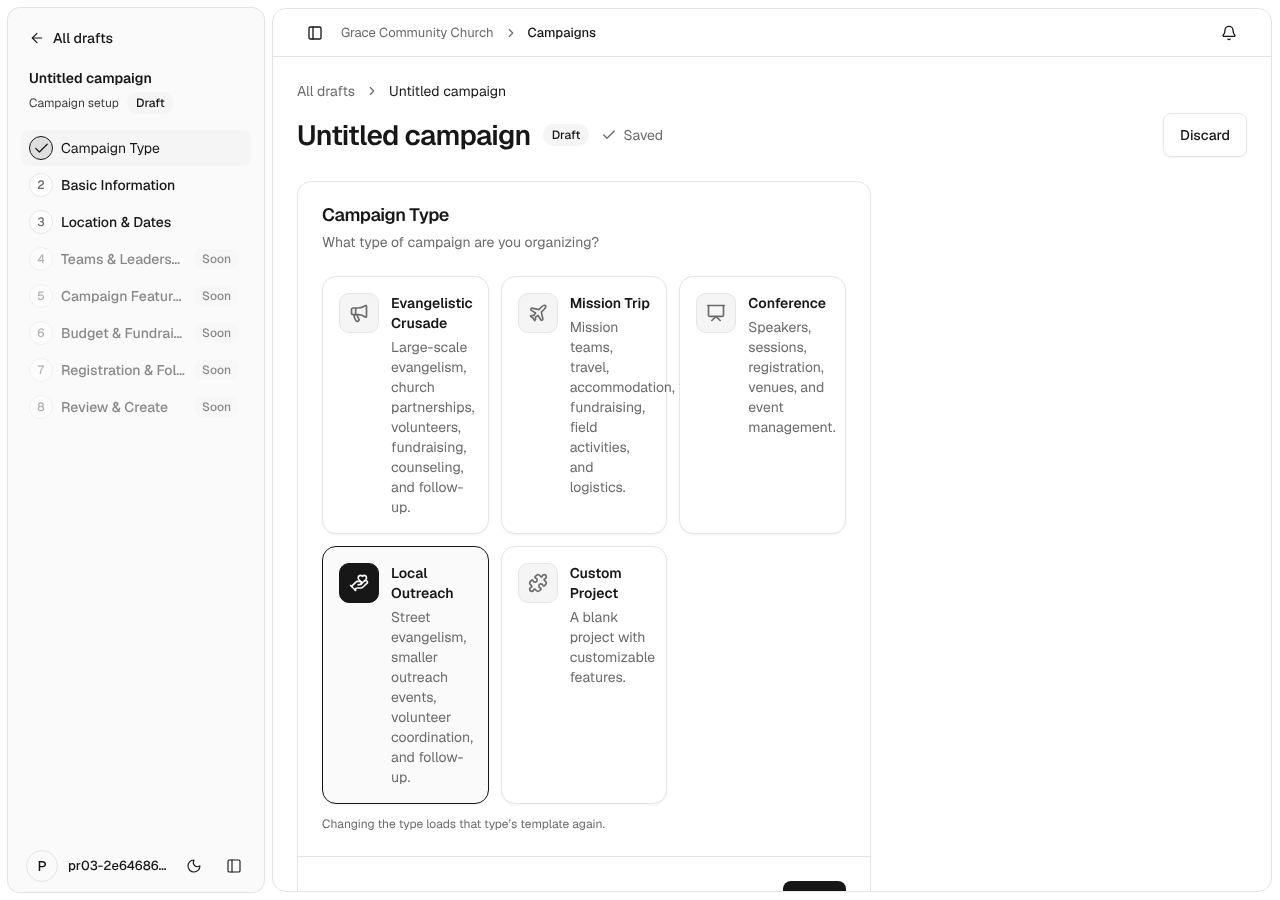 All drafts
Untitled campaign
Campaign setup Draft
Campaign Type
2 Basic Information
3 Location & Dates
4 Teams & Leaders… Soon
5 Campaign Featur… Soon
6 Budget & Fundrai… Soon
7 Registration & Fol… Soon
8 Review & Create Soon
P pr03-2e64686…
Grace Community Church > Campaigns
All drafts > Untitled campaign
Untitled campaign Draft Saved
Discard
Campaign Type
What type of campaign are you organizing?
Evangelistic
Crusade
Large-scale
evangelism,
church
partnerships,
volunteers,
fundraising,
counseling,
and follow-
up.
Mission Trip
Mission
teams,
travel,
accommodation,
fundraising,
field
activities,
and
logistics.
Conference
Speakers,
sessions,
registration,
venues, and
event
management.
Local
Outreach
Street
evangelism,
smaller
outreach
events,
volunteer
coordination,
and follow-
up.
Custom
Project
A blank
project with
customizable
features.
Changing the type loads that type's template again.